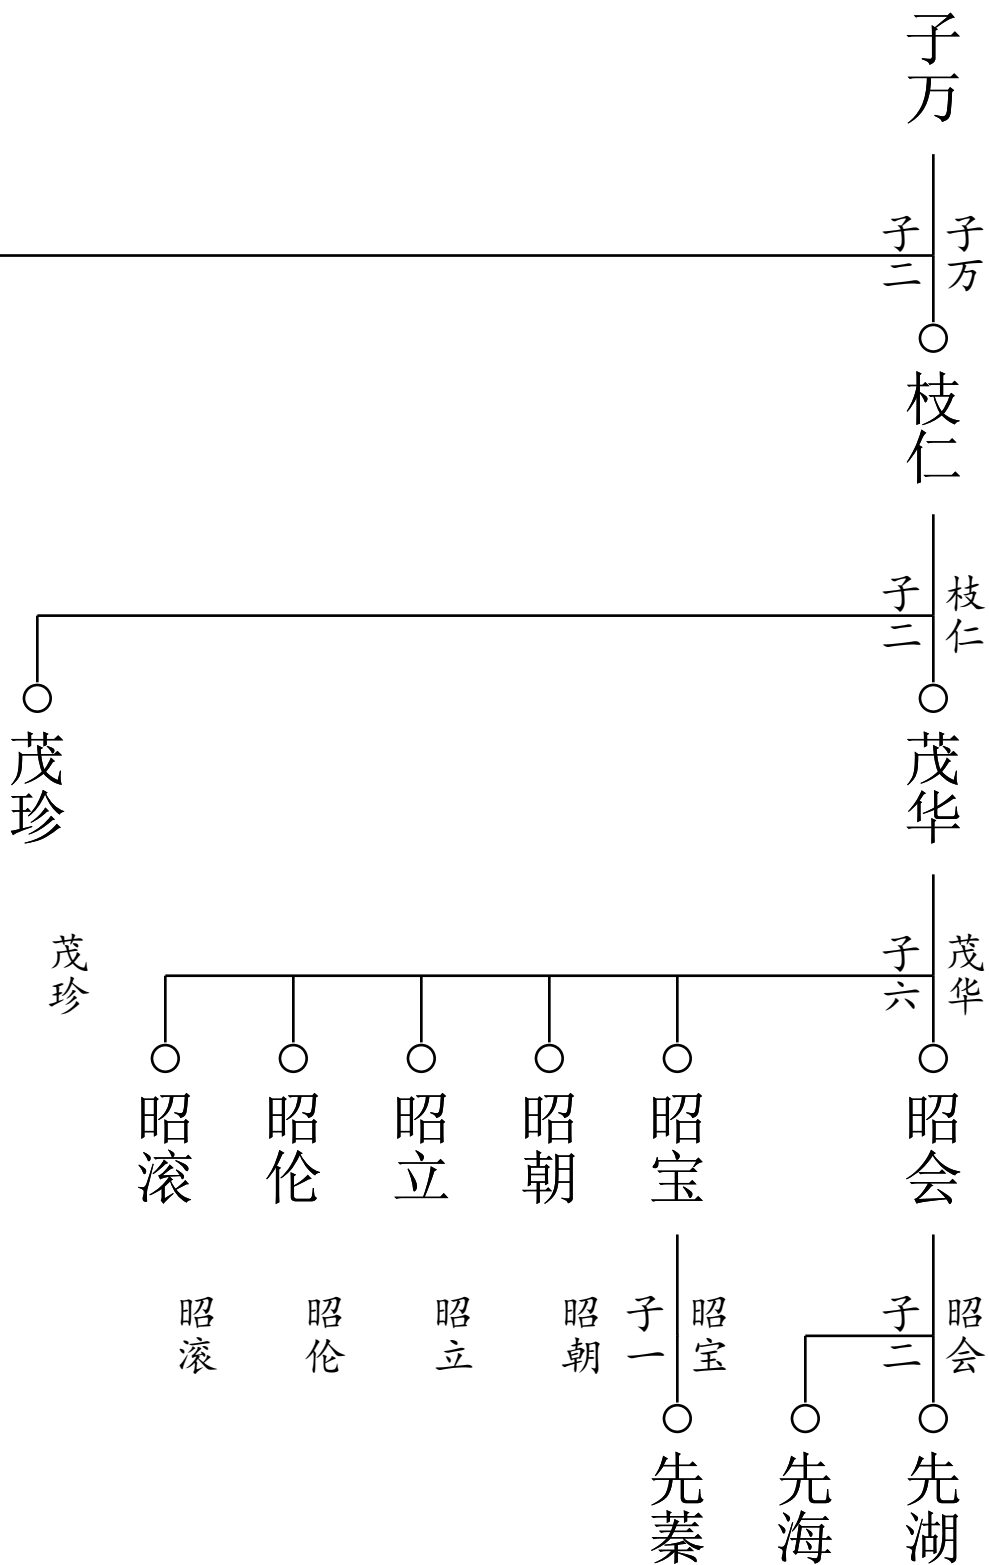 子万
子万
子二
枝仁
枝仁
子二
茂华
茂珍
茂华
子六
茂珍
昭会
昭宝
昭朝
昭立
昭伦
昭滚
昭会
子二
昭宝
子一
昭朝
昭立
昭伦
昭滚
先湖
先海
先蓁